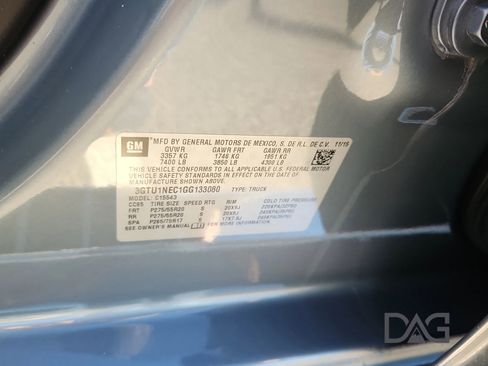 GM
MFD BY GENERAL MOTORS DE MEXICO, S. DE R.L. DE C.V. 11/15
GVWR GAWR FRT GAWR RR
3357 KG 1746 KG 1951 KG
7400 LB 3850 LB 4300 LB
THIS VEHICLE CONFORMS TO ALL APPLICABLE U.S. FEDERAL MOTOR
VEHICLE SAFETY AND THEFT PREVENTION STANDARDS IN EFFECT ON THE
DATE OF MANUFACTURE SHOWN ABOVE.
3GTU1NEC1GG133080 TYPE: TRUCK
MODEL: C15543
CC95 TIRE SIZE SPEED RTG RIM COLD TIRE PRESSURE
FRT P275/55R20 S 20X9J
RR P275/55R20 S 20X9J
SPA P265/70R17 S 17X7.5J
SEE OWNER'S MANUAL FOR MORE INFORMATION
DAG